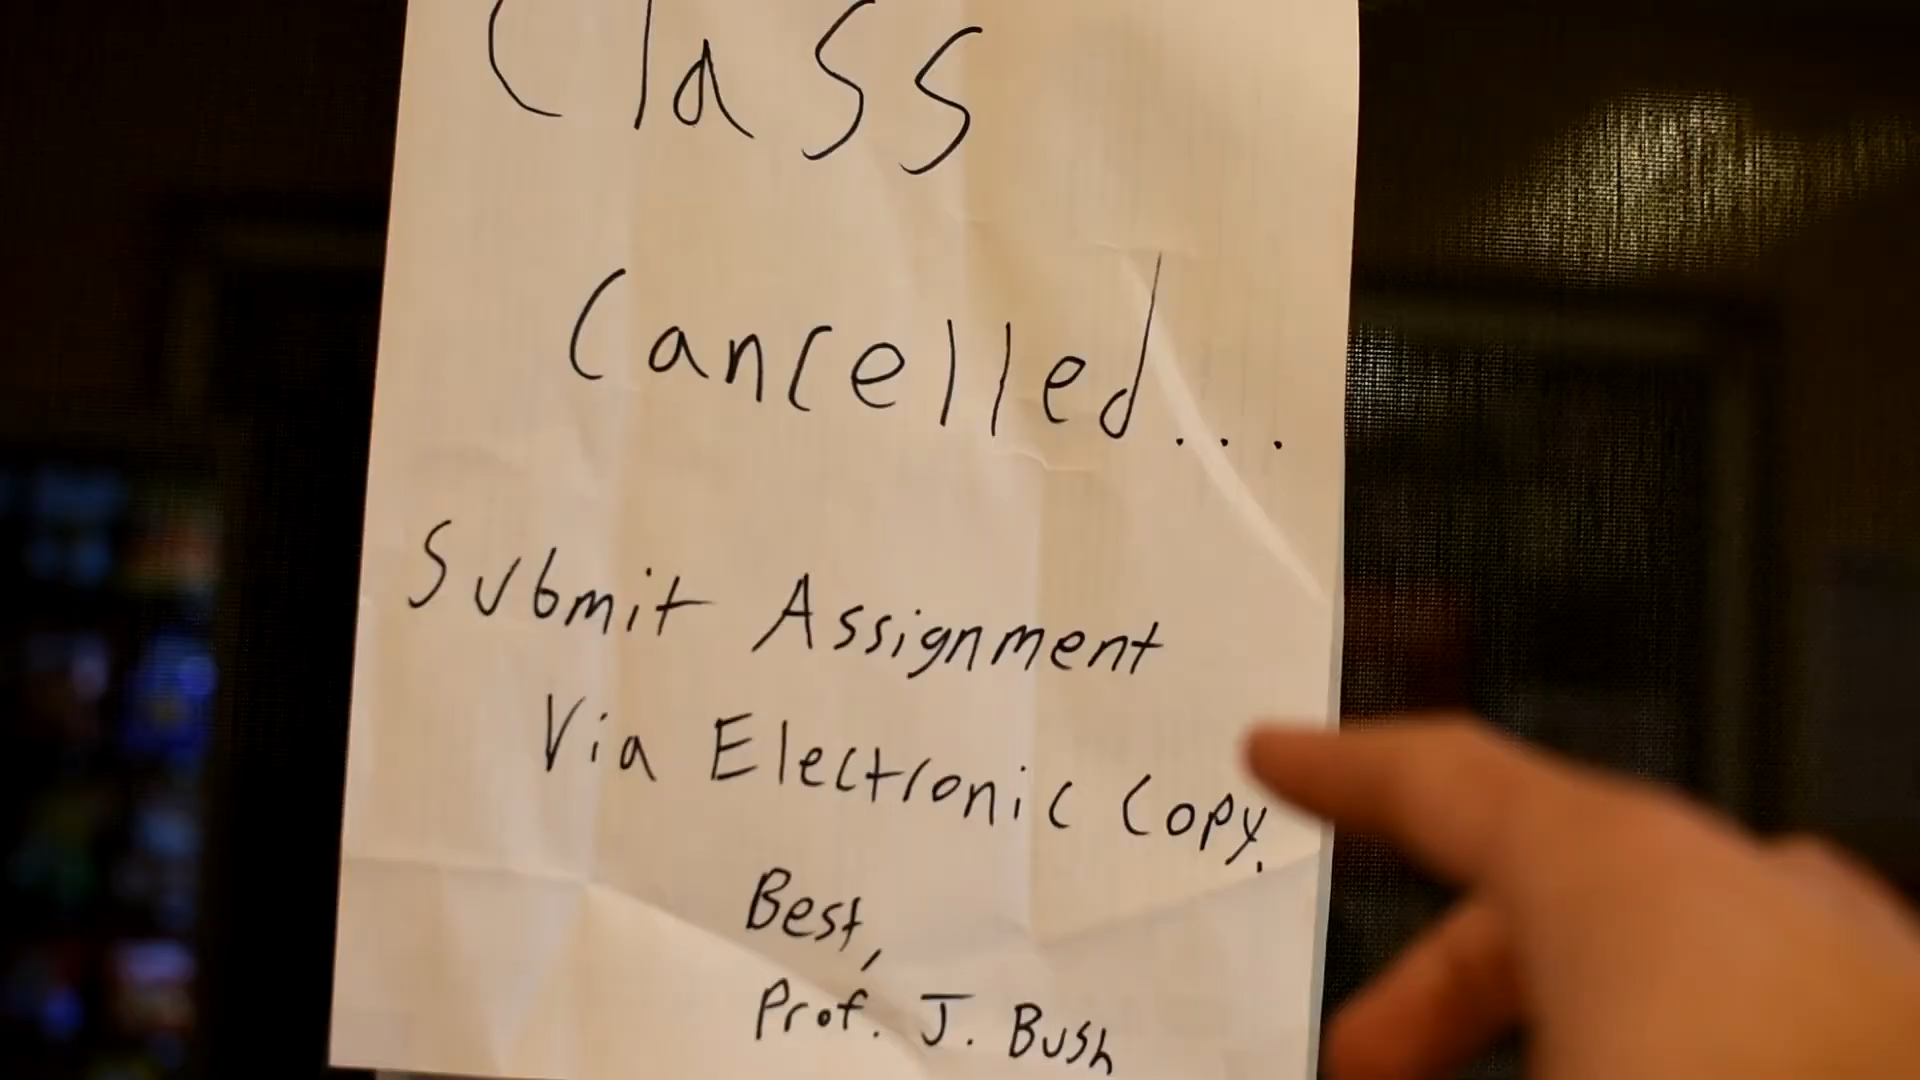 Class
Cancelled...
Submit Assignment
Via Electronic Copy.
Best,
Prof. J. Bush